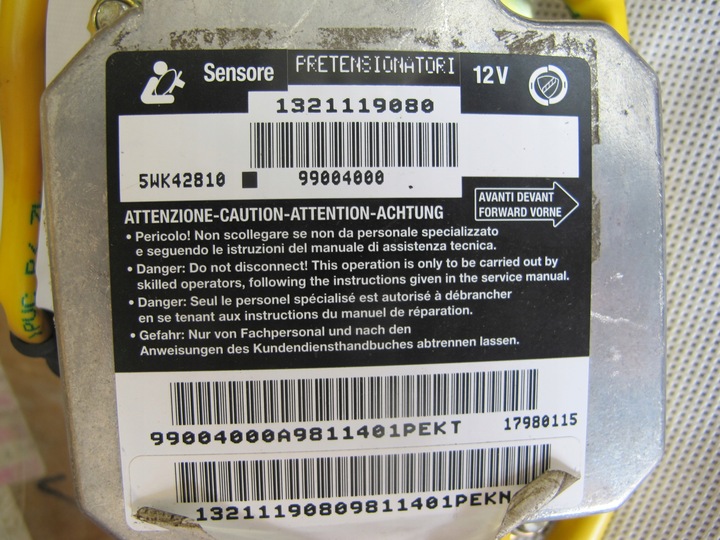 Sensore PRETENSIONATORI 12V
1321119080
5WK42810 99004000 .
AVANTI DEVANT
FORWARD VORNE
ATTENZIONE-CAUTION-ATTENTION-ACHTUNG
• Pericolo! Non scollegare se non da personale specializzato
e seguendo le istruzioni del manuale di assistenza tecnica.
• Danger: Do not disconnect! This operation is only to be carried out by
skilled operators, following the instructions given in the service manual.
• Danger: Seul le personel spécialisé est autorisé à débrancher
en se tenant aux instructions du manuel de réparation.
• Gefahr: Nur von Fachpersonal und nach den
Anweisungen des Kundendiensthandbuches abtrennen lassen.
99004000A9811401PEKT 17980115
13211190809811401PEKN